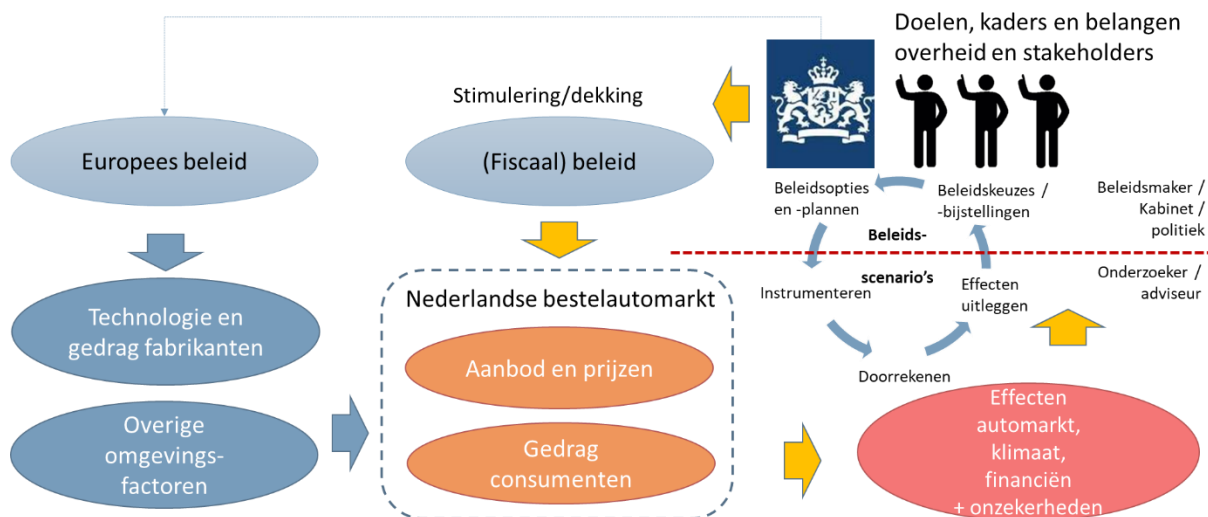 Doelen, kaders en belangen
overheid en stakeholders
Stimulering/dekking
Europees beleid
(Fiscaal) beleid
Beleidsopties
en -plannen
Beleidskeuzes /
-bijstellingen
Beleidsmaker /
Kabinet /
politiek
Beleids-
scenario's
Instrumenteren
Effecten
uitleggen
Onderzoeker /
adviseur
Doorrekenen
Technologie en
gedrag fabrikanten
Overige
omgevings-
factoren
Nederlandse bestelautomarkt
Aanbod en prijzen
Gedrag
consumenten
Effecten
automarkt,
klimaat,
financiën
+ onzekerheden